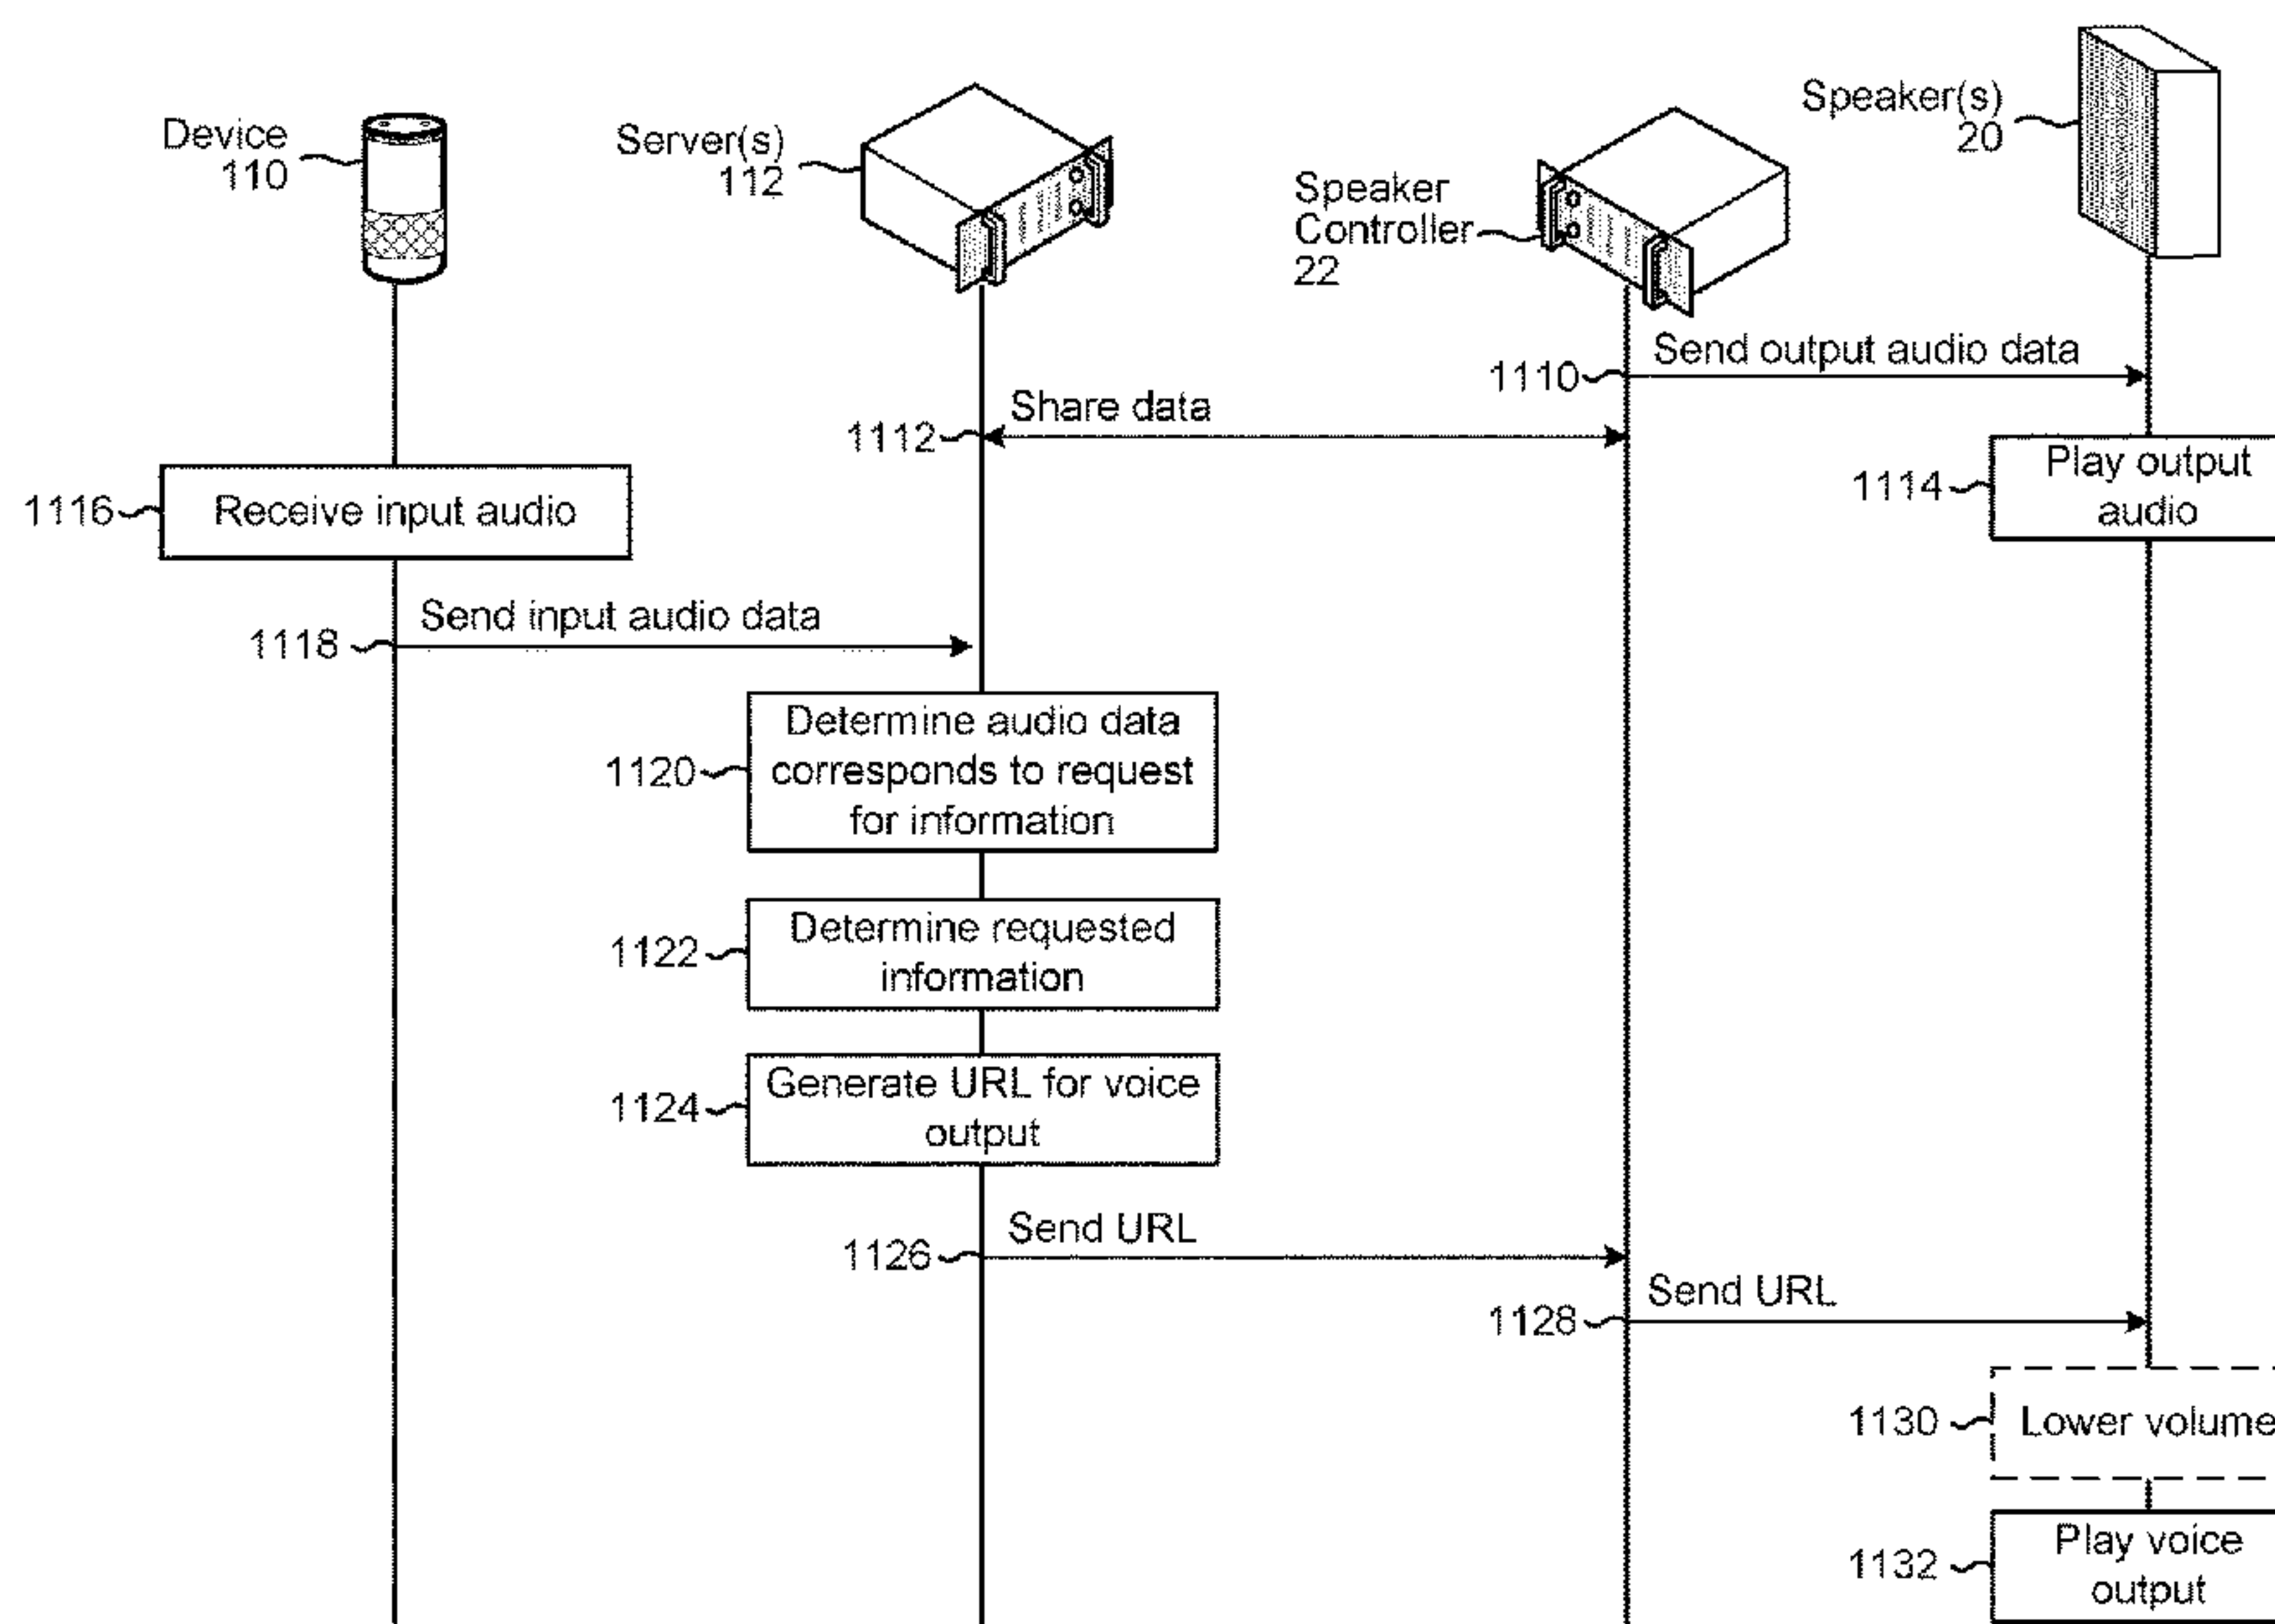 Device
110
Server(s)
112
Speaker
Controller
22
Speaker(s)
20
Send output audio data
1110
Share data
1112
Play output
audio
1114
1116
Receive input audio
Send input audio data
1118
Determine audio data
corresponds to request
for information
1120
Determine requested
information
1122
Generate URL for voice
output
1124
Send URL
1126
Send URL
1128
1130
Lower volume
Play voice
output
1132